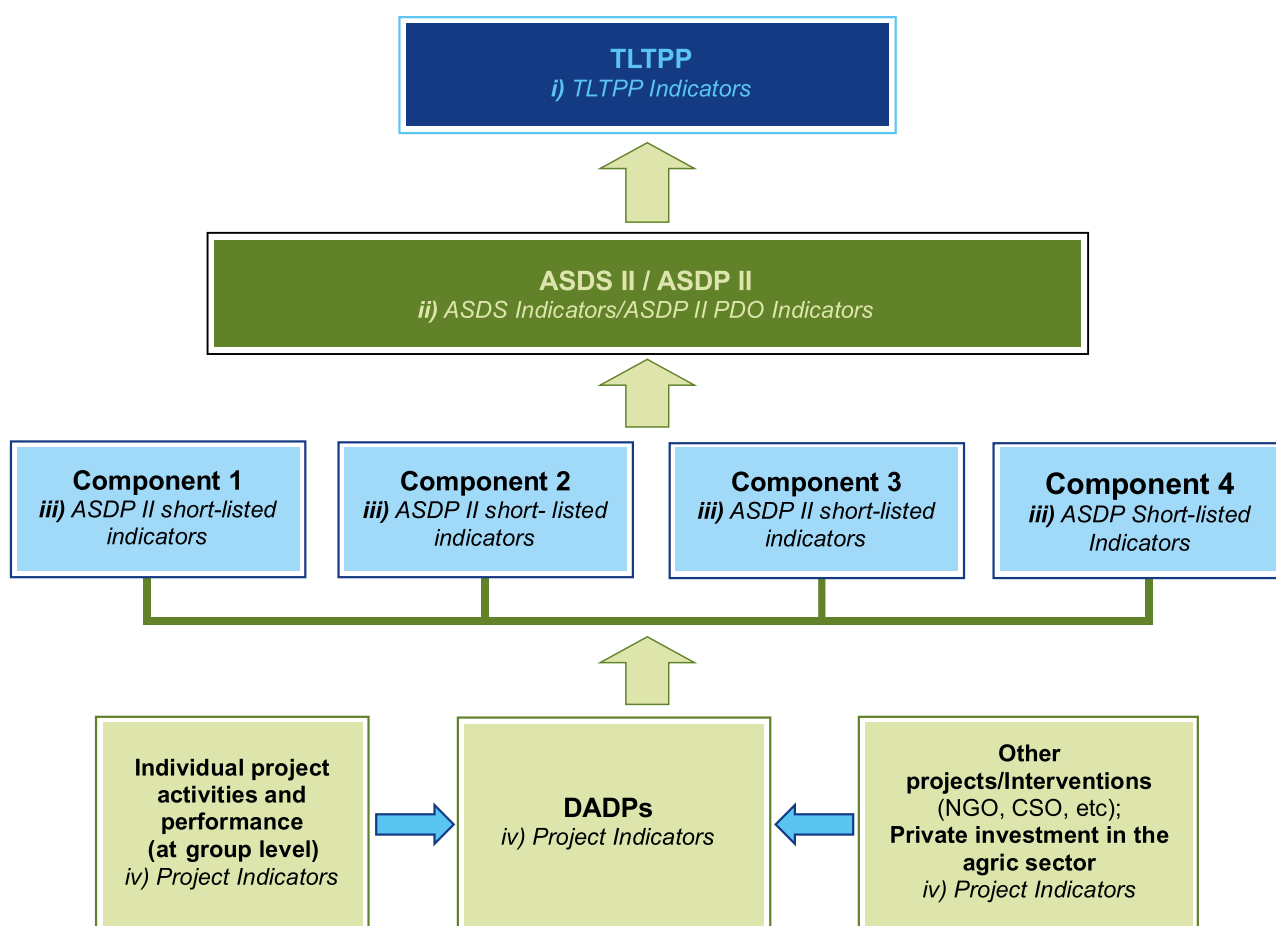 TLTPP
i) TLTPP Indicators
ASDS II / ASDP II
ii) ASDS Indicators/ASDP II PDO Indicators
Component 1
iii) ASDP II short-listed
indicators
Component 2
iii) ASDP II short- listed
indicators
Component 3
iii) ASDP II short-listed
indicators
Component 4
iii) ASDP Short-listed
Indicators
Individual project
activities and
performance
(at group level)
iv) Project Indicators
DADPs
iv) Project Indicators
Other
projects/Interventions
(NGO, CSO, etc);
Private investment in the
agric sector
iv) Project Indicators